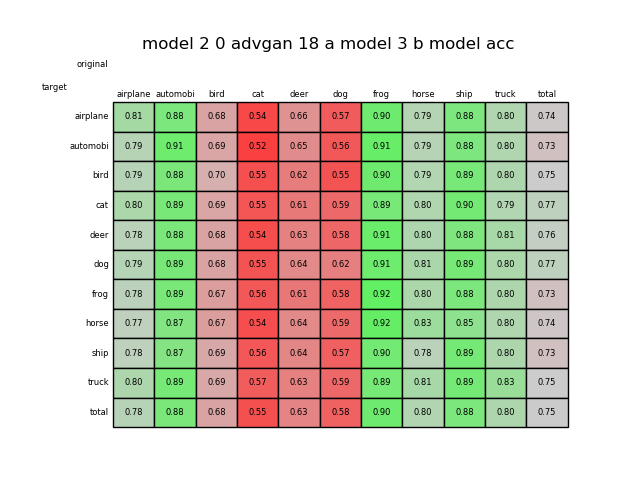 model 2 0 advgan 18 a model 3 b model acc
original
target
airplane automobi bird cat deer dog frog horse ship truck total
airplane 0.81 0.88 0.68 0.54 0.66 0.57 0.90 0.79 0.88 0.80 0.74
automobi 0.79 0.91 0.69 0.52 0.65 0.56 0.91 0.79 0.88 0.80 0.73
bird 0.79 0.88 0.70 0.55 0.62 0.55 0.90 0.79 0.89 0.80 0.75
cat 0.80 0.89 0.69 0.55 0.61 0.59 0.89 0.80 0.90 0.79 0.77
deer 0.78 0.88 0.68 0.54 0.63 0.58 0.91 0.80 0.88 0.81 0.76
dog 0.79 0.89 0.68 0.55 0.64 0.62 0.91 0.81 0.89 0.80 0.77
frog 0.78 0.89 0.67 0.56 0.61 0.58 0.92 0.80 0.88 0.80 0.73
horse 0.77 0.87 0.67 0.54 0.64 0.59 0.92 0.83 0.85 0.80 0.74
ship 0.78 0.87 0.69 0.56 0.64 0.57 0.90 0.78 0.89 0.80 0.73
truck 0.80 0.89 0.69 0.57 0.63 0.59 0.89 0.81 0.89 0.83 0.75
total 0.78 0.88 0.68 0.55 0.63 0.58 0.90 0.80 0.88 0.80 0.75